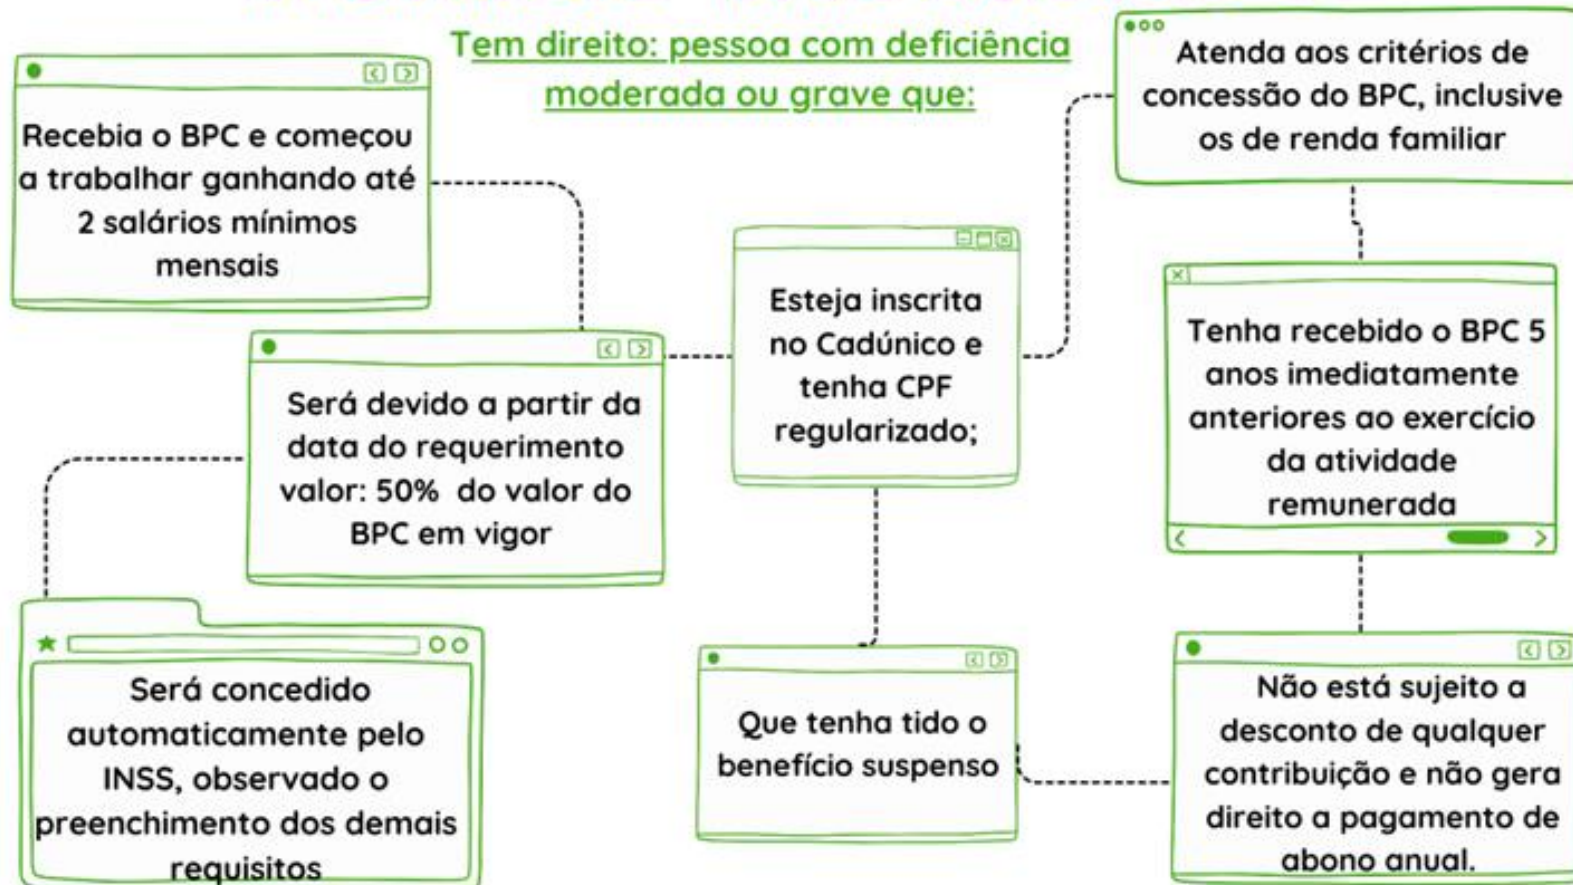 Tem direito: pessoa com deficiência
moderada ou grave que:
Recebia o BPC e começou
a trabalhar ganhando até
2 salários mínimos
mensais
Será devido a partir da
data do requerimento
valor: 50% do valor do
BPC em vigor
Será concedido
automaticamente pelo
INSS, observado o
preenchimento dos demais
requisitos
Esteja inscrita
no Cadúnico e
tenha CPF
regularizado;
Que tenha tido o
benefício suspenso
Atenda aos critérios de
concessão do BPC, inclusive
os de renda familiar
Tenha recebido o BPC 5
anos imediatamente
anteriores ao exercício
da atividade
remunerada
Não está sujeito a
desconto de qualquer
contribuição e não gera
direito a pagamento de
abono anual.